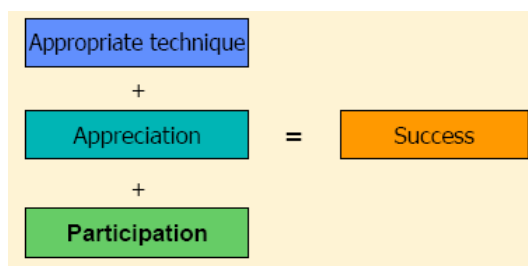 Appropriate technique
+
Appreciation = Success
+
Participation